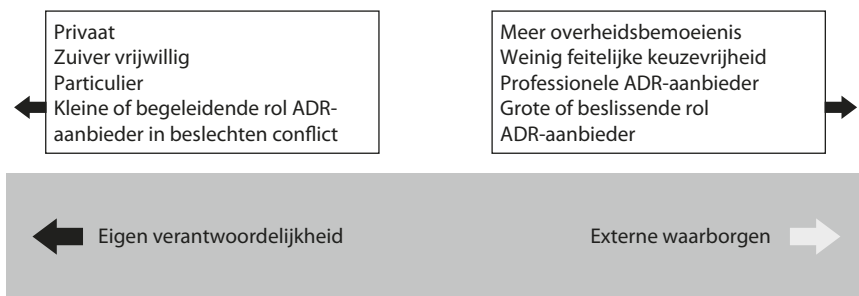 Privaat
Zuiver vrijwillig
Particulier
Kleine of begeleidende rol ADR-
aanbieder in beslechten conflict
Meer overheidsbemoeienis
Weinig feitelijke keuzevrijheid
Professionele ADR-aanbieder
Grote of beslissende rol
ADR-aanbieder
Eigen verantwoordelijkheid
Externe waarborgen